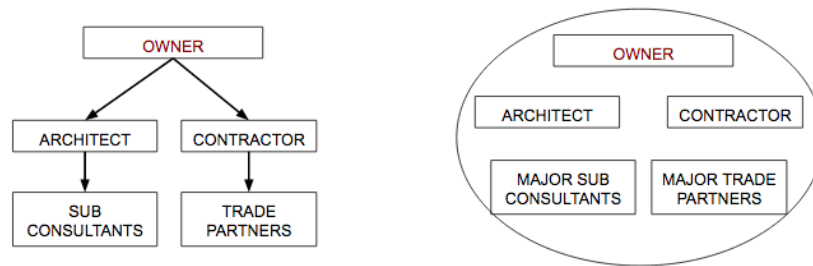 OWNER
ARCHITECT
CONTRACTOR
SUB
CONSULTANTS
TRADE
PARTNERS
OWNER
ARCHITECT
CONTRACTOR
MAJOR SUB
CONSULTANTS
MAJOR TRADE
PARTNERS